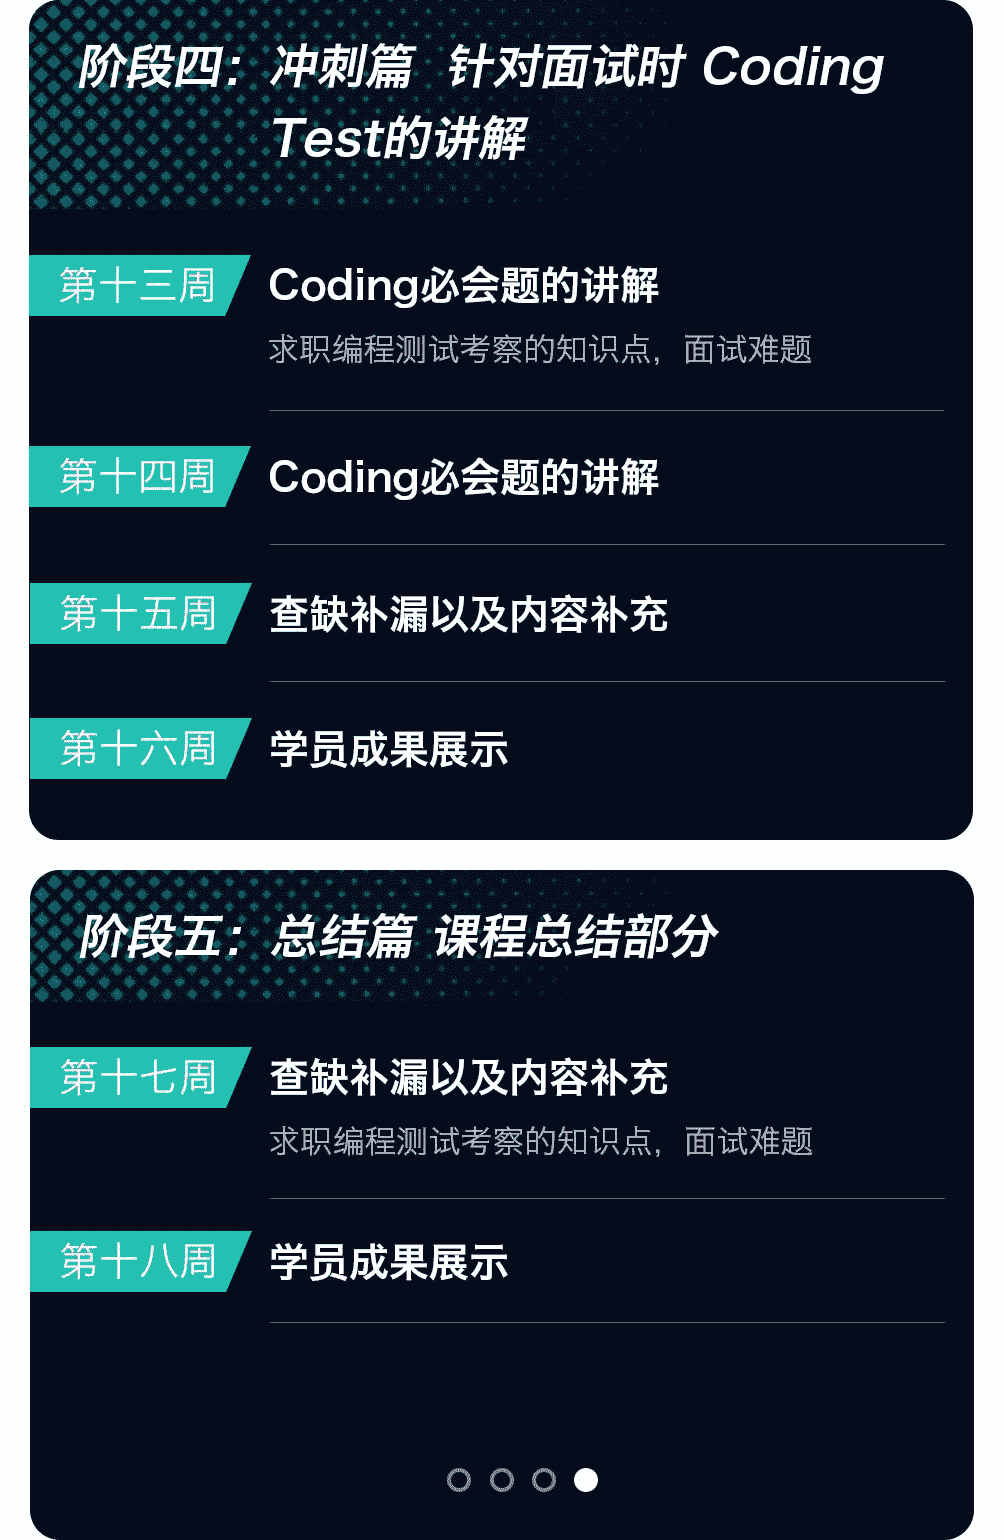 阶段四：冲刺篇 针对面试时 Coding
Test的讲解
第十三周 Coding必会题的讲解
求职编程测试考察的知识点，面试难题
第十四周 Coding必会题的讲解
第十五周 查缺补漏以及内容补充
第十六周 学员成果展示
阶段五：总结篇 课程总结部分
第十七周 查缺补漏以及内容补充
求职编程测试考察的知识点，面试难题
第十八周 学员成果展示